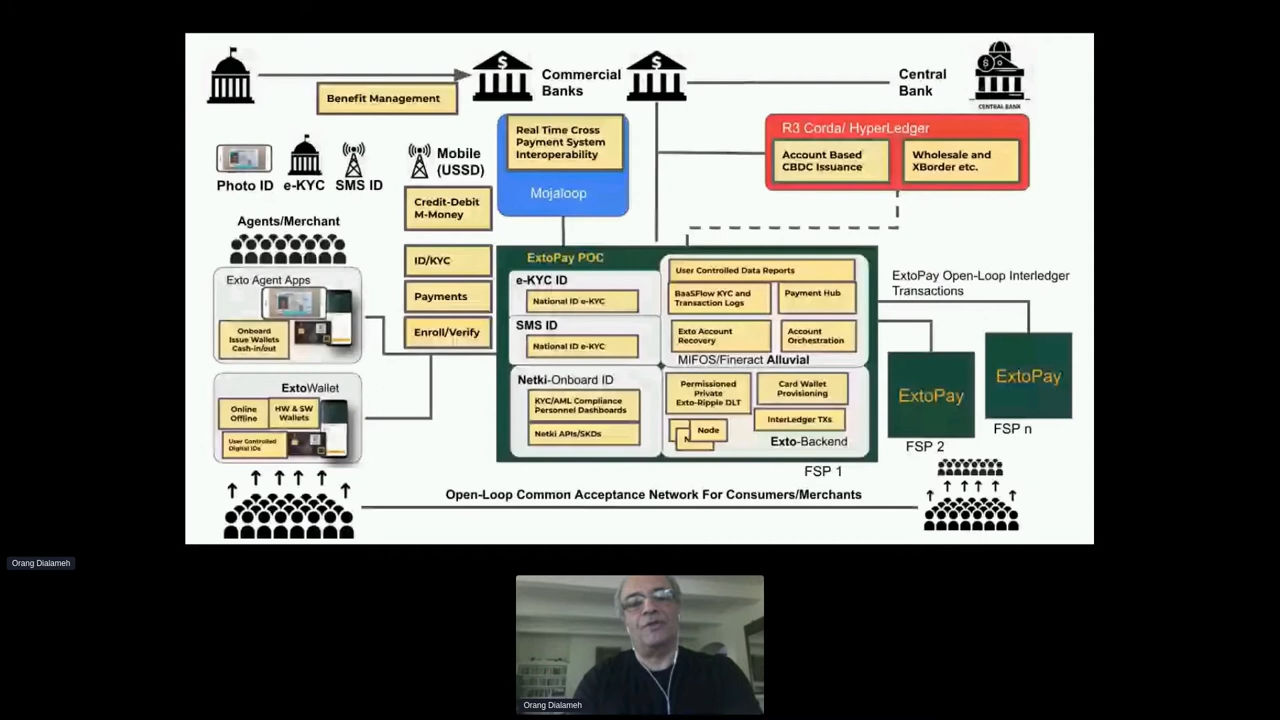 Commercial
Banks
Central
Bank
CENTRAL BANK
Benefit Management
R3 Corda/ HyperLedger
Account Based
CBDC Issuance
Wholesale and
XBorder etc.
Real Time Cross
Payment System
Interoperability
Mojaloop
Photo ID
e-KYC
SMS ID
Mobile
(USSD)
Credit-Debit
M-Money
ID/KYC
Payments
Enroll/Verify
Agents/Merchant
Exto Agent Apps
Onboard
Issue Wallets
Cash-in/out
ExtoWallet
Online
Offline
HW & SW
Wallets
User Controlled
Digital IDs
ExtoPay POC
e-KYC ID
National ID e-KYC
SMS ID
National ID e-KYC
Netki-Onboard ID
KYC/AML Compliance
Personnel Dashboards
Netki APIs/SKDs
User Controlled Data Reports
BaaSFlow KYC and
Transaction Logs
Payment Hub
Exto Account
Recovery
Account
Orchestration
MIFOS/Fineract Alluvial
Permissioned
Private
Exto-Ripple DLT
Card Wallet
Provisioning
InterLedger TXs
Node
N
Exto-Backend
FSP 1
ExtoPay Open-Loop Interledger
Transactions
ExtoPay
FSP 2
ExtoPay
FSP n
Open-Loop Common Acceptance Network For Consumers/Merchants
Orang Dialameh
Orang Dialameh